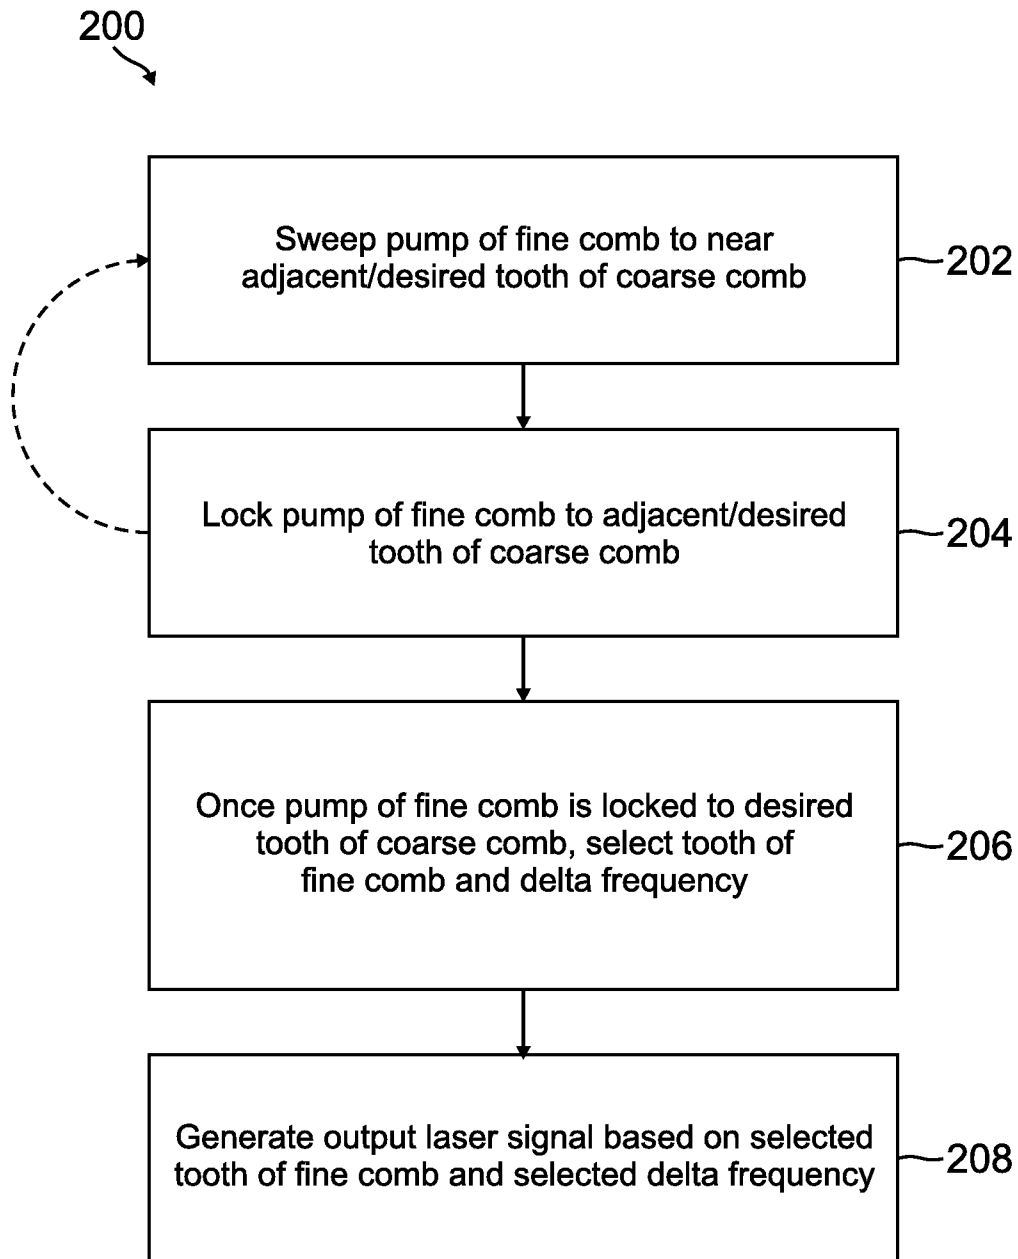 200
Sweep pump of fine comb to near
adjacent/desired tooth of coarse comb
202
Lock pump of fine comb to adjacent/desired
tooth of coarse comb
204
Once pump of fine comb is locked to desired
tooth of coarse comb, select tooth of
fine comb and delta frequency
206
Generate output laser signal based on selected
tooth of fine comb and selected delta frequency
208